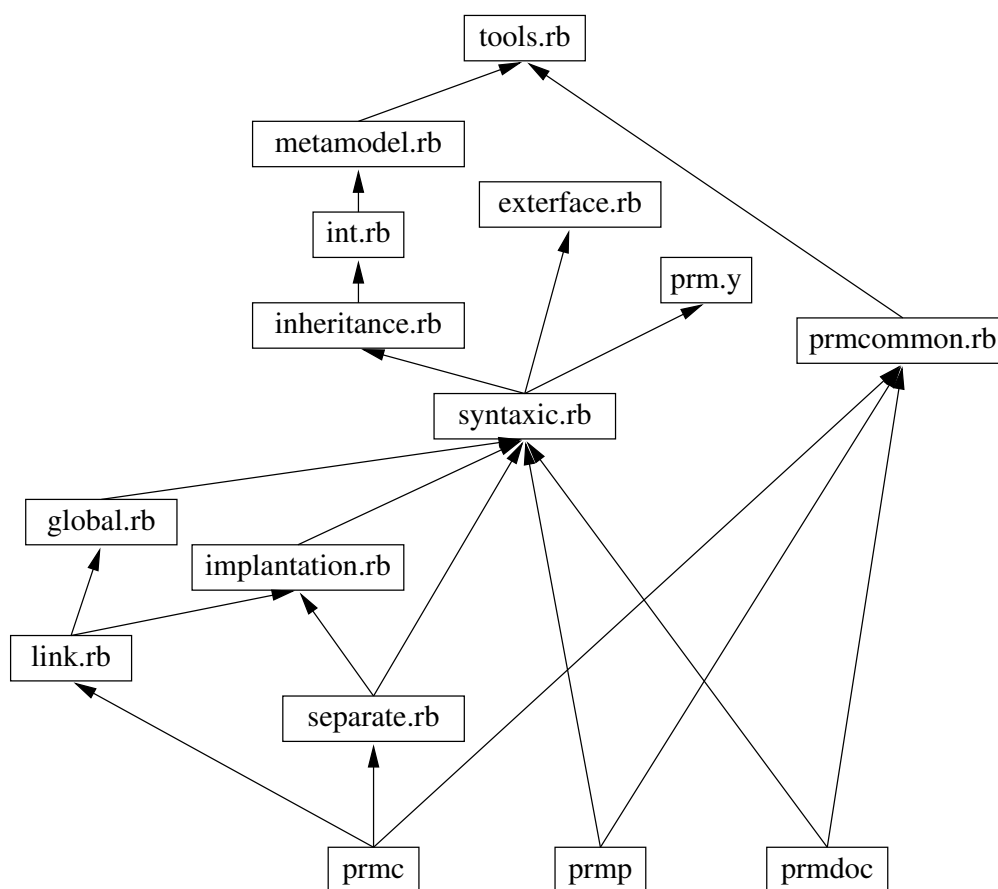 tools.rb
metamodel.rb
exterface.rb
int.rb
prm.y
inheritance.rb
prmcommon.rb
syntaxic.rb
global.rb
implantation.rb
link.rb
separate.rb
prmc
prmp
prmdoc